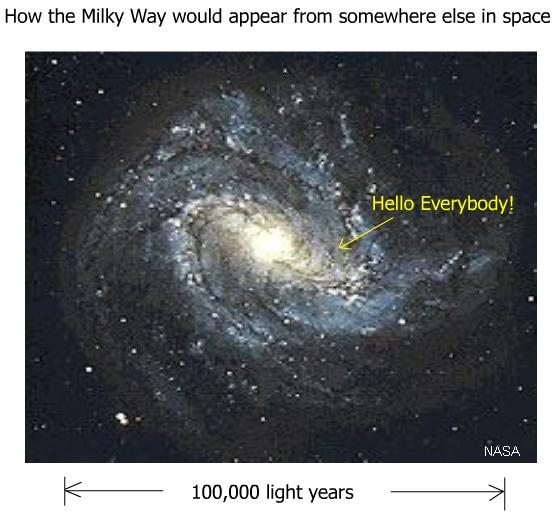 How the Milky Way would appear from somewhere else in space
Hello Everybody!
NASA
100,000 light years